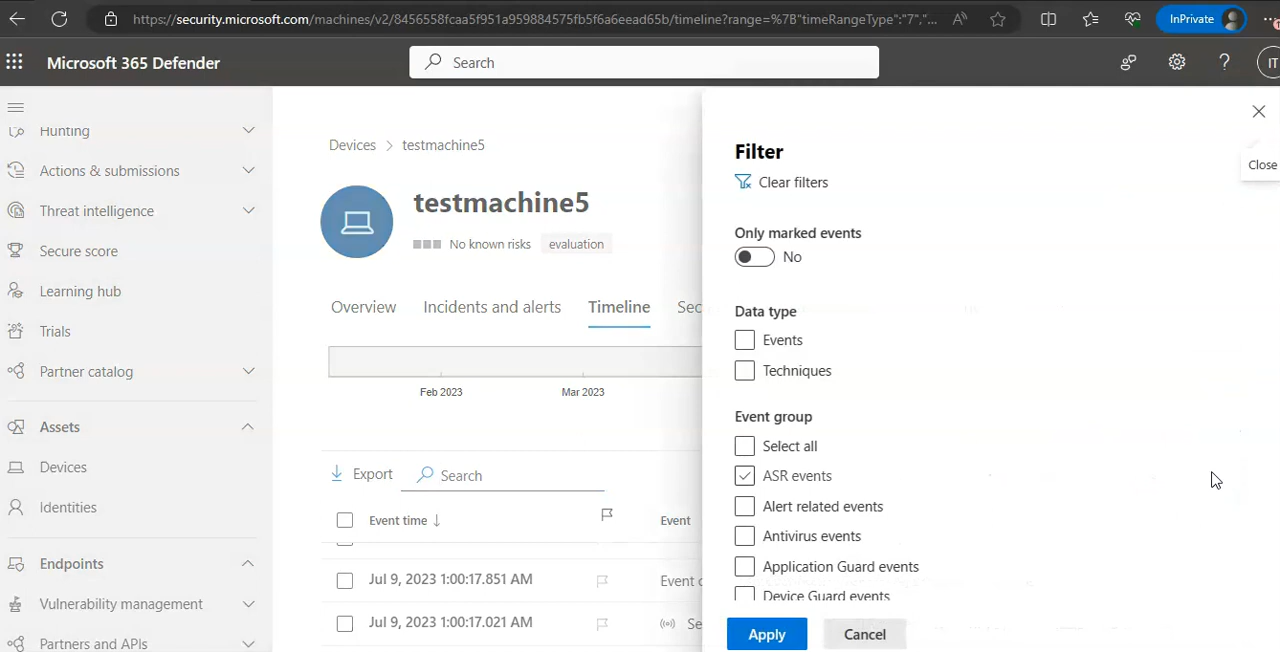 https://security.microsoft.com/machines/v2/8456558fcaa5f951a959884575fb5f6a6eead65b/timeline?range=%7B"timeRangeType":"7","...
InPrivate
Microsoft 365 Defender
Search
?
IT
Hunting
Actions & submissions
Threat intelligence
Secure score
Learning hub
Trials
Partner catalog
Assets
Devices
Identities
Endpoints
Vulnerability management
Partners and APIs
Devices > testmachine5
testmachine5
No known risks
evaluation
Overview
Incidents and alerts
Timeline
Sec
Feb 2023
Mar 2023
Export
Search
Event time ↓
Event
Jul 9, 2023 1:00:17.851 AM
Event
Jul 9, 2023 1:00:17.021 AM
Se
Close
Filter
Clear filters
Only marked events
No
Data type
Events
Techniques
Event group
Select all
ASR events
Alert related events
Antivirus events
Application Guard events
Device Guard events
Apply
Cancel